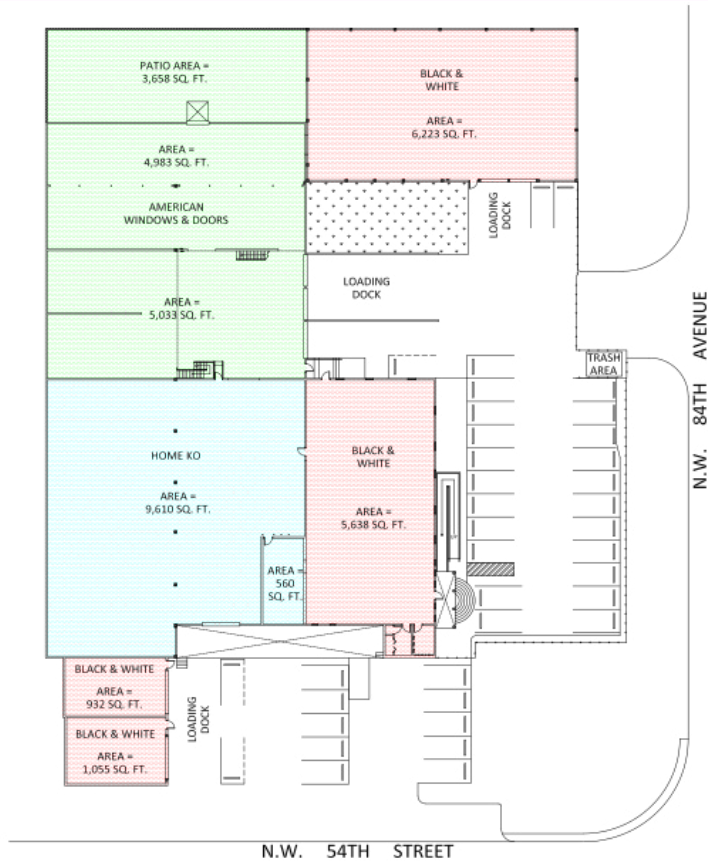 PATIO AREA =
3,658 SQ. FT.
BLACK &
WHITE
AREA =
6,223 SQ. FT.
AREA =
4,983 SQ. FT.
AMERICAN
WINDOWS & DOORS
LOADING
DOCK
LOADING
DOCK
AREA =
5,033 SQ. FT.
TRASH
AREA
N.W. 84TH AVENUE
HOME KO
AREA =
9,610 SQ. FT.
BLACK &
WHITE
AREA =
5,638 SQ. FT.
AREA =
560
SQ. FT.
BLACK & WHITE
AREA =
932 SQ. FT.
LOADING
DOCK
BLACK & WHITE
AREA =
1,055 SQ. FT.
N.W. 54TH STREET